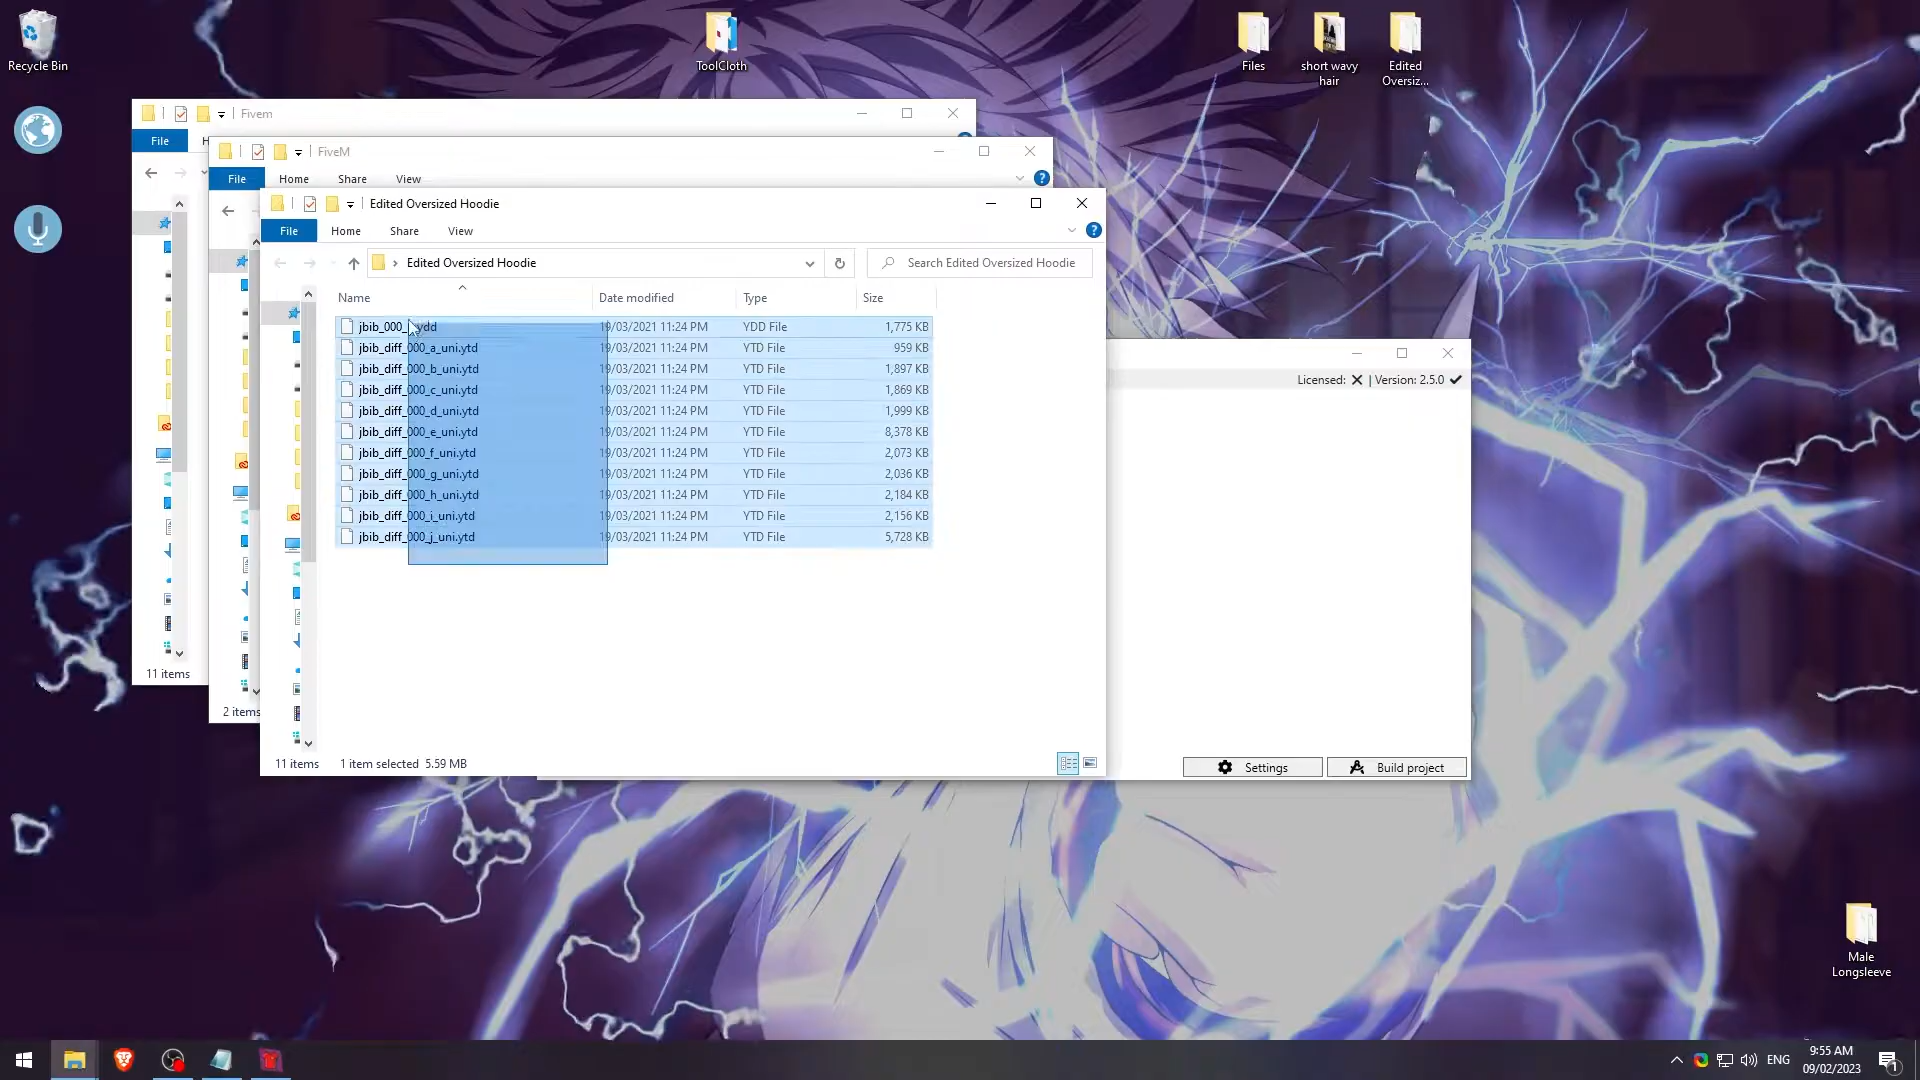 Recycle Bin
ToolCloth
Files
short wavy
hair
Edited
Oversiz...
Fivem
File
FiveM
File
Home
Share
View
Edited Oversized Hoodie
File
Home
Share
View
Edited Oversized Hoodie
Search Edited Oversized Hoodie
Name
Date modified
Type
Size
jbib_000_ ydd 19/03/2021 11:24 PM YDD File 1,775 KB
jbib_diff_000_a_uni.ytd 19/03/2021 11:24 PM YTD File 959 KB
jbib_diff_000_b_uni.ytd 19/03/2021 11:24 PM YTD File 1,897 KB
jbib_diff_000_c_uni.ytd 19/03/2021 11:24 PM YTD File 1,869 KB
jbib_diff_000_d_uni.ytd 19/03/2021 11:24 PM YTD File 1,999 KB
jbib_diff_000_e_uni.ytd 19/03/2021 11:24 PM YTD File 8,378 KB
jbib_diff_000_f_uni.ytd 19/03/2021 11:24 PM YTD File 2,073 KB
jbib_diff_000_g_uni.ytd 19/03/2021 11:24 PM YTD File 2,036 KB
jbib_diff_000_h_uni.ytd 19/03/2021 11:24 PM YTD File 2,184 KB
jbib_diff_000_i_uni.ytd 19/03/2021 11:24 PM YTD File 2,156 KB
jbib_diff_000_j_uni.ytd 19/03/2021 11:24 PM YTD File 5,728 KB
11 items
2 items
11 items 1 item selected 5.59 MB
Licensed: | Version: 2.5.0
Settings
Build project
Male
Longsleeve
ENG
9:55 AM
09/02/2023
1